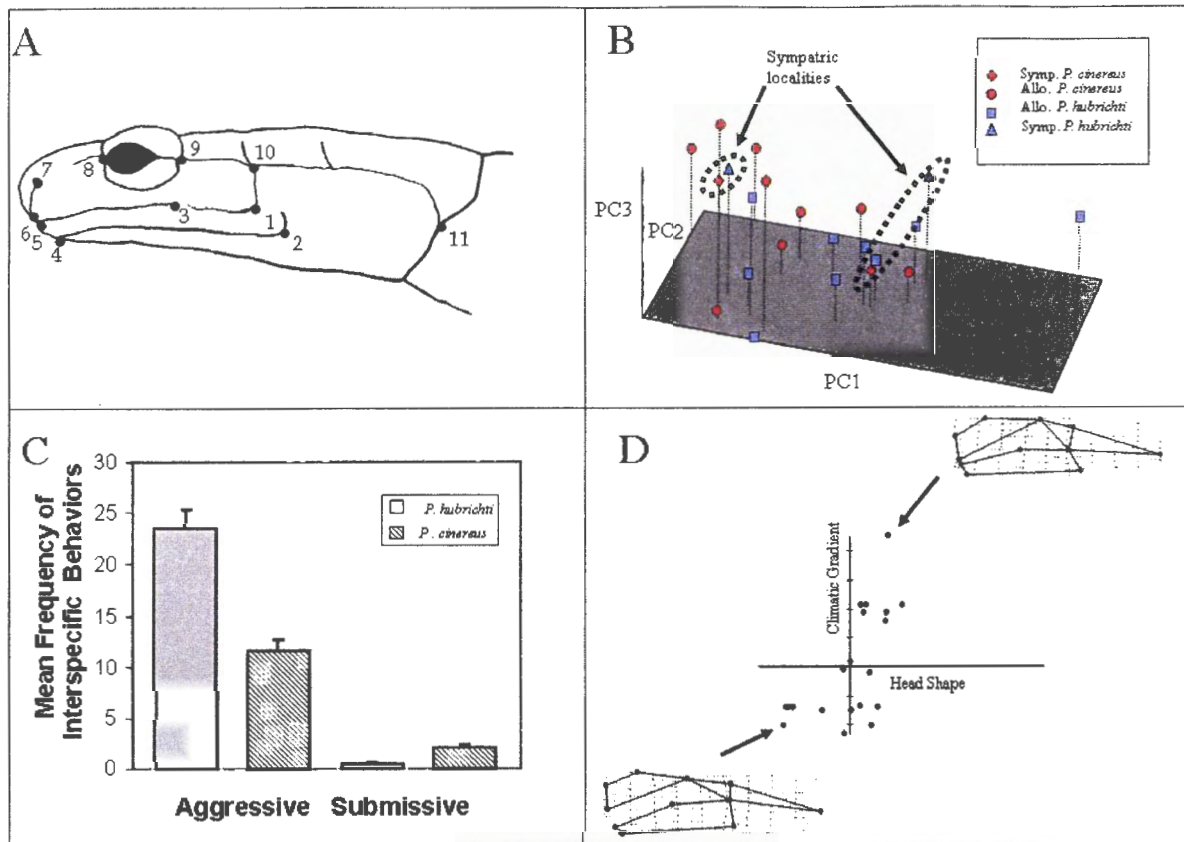 A
7
8
9
10
6
5
4
3
1
2
11
B
Sympatric
localities
Symp. P. cinereus
Allo. P. cinereus
Allo. P. hubrichti
Symp. P. hubrichti
PC3
PC2
PC1
C
Mean Frequency of
Interspecific Behaviors
30
25
20
15
10
5
0
P. hubrichti
P. cinereus
Aggressive Submissive
D
Climatic Gradient
Head Shape